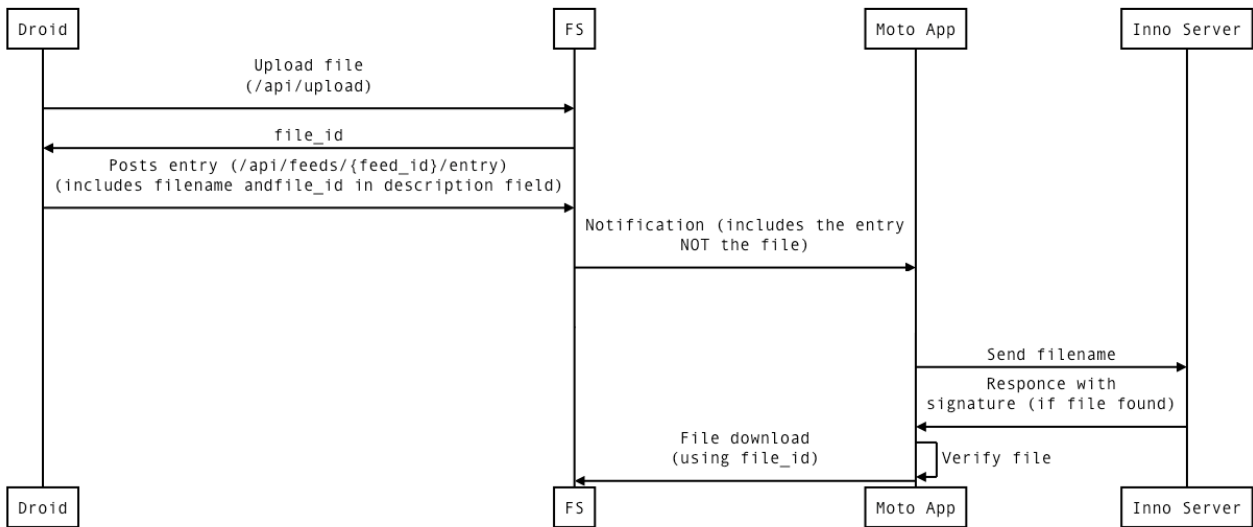 Droid
FS
Moto App
Inno Server
Upload file
(/api/upload)
file_id
Posts entry (/api/feeds/{feed_id}/entry)
(includes filename andfile_id in description field)
Notification (includes the entry
NOT the file)
Send filename
Responce with
signature (if file found)
File download
(using file_id)
Verify file
Droid
FS
Moto App
Inno Server